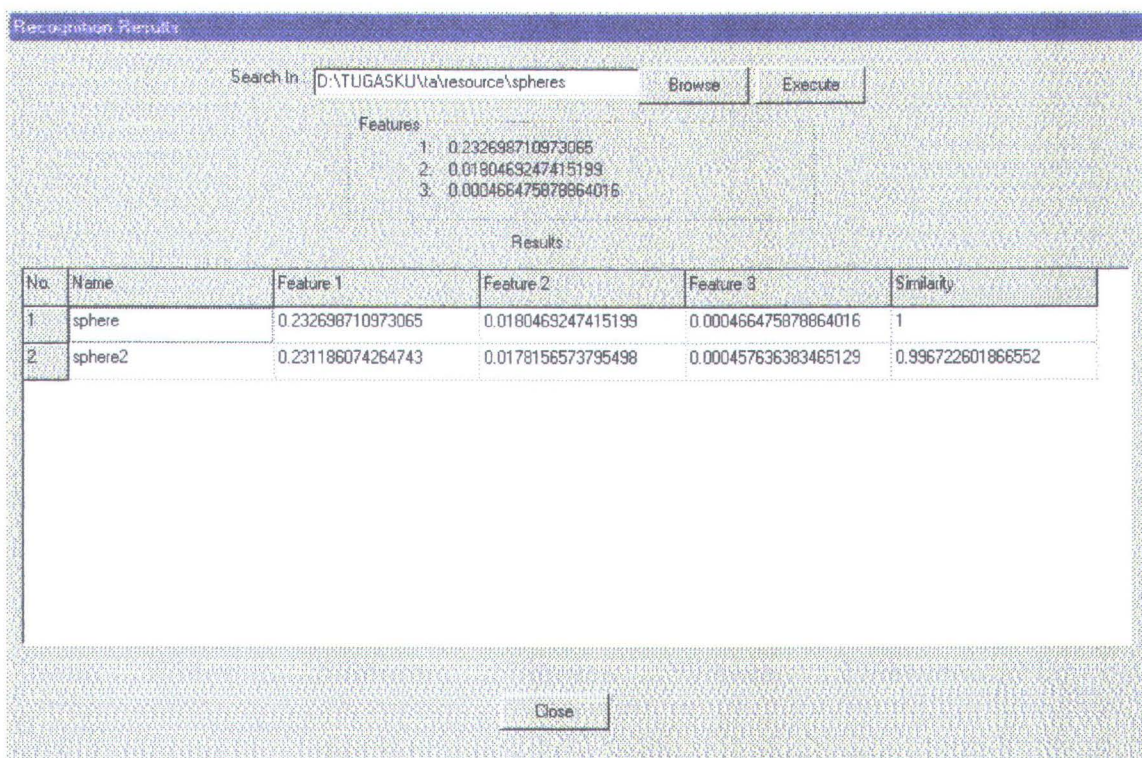 Recognition Results
Search In : D:\TUGASKU\ta\resource\spheres Browse Execute
Features
1: 0.232698710973065
2: 0.0180469247415199
3: 0.000466475878864016
Results :
No. Name Feature 1 Feature 2 Feature 3 Similarity
1 sphere 0.232698710973065 0.0180469247415199 0.000466475878864016 1
2 sphere2 0.231186074264743 0.0178156573795498 0.000457636383465129 0.996722601866552
Close